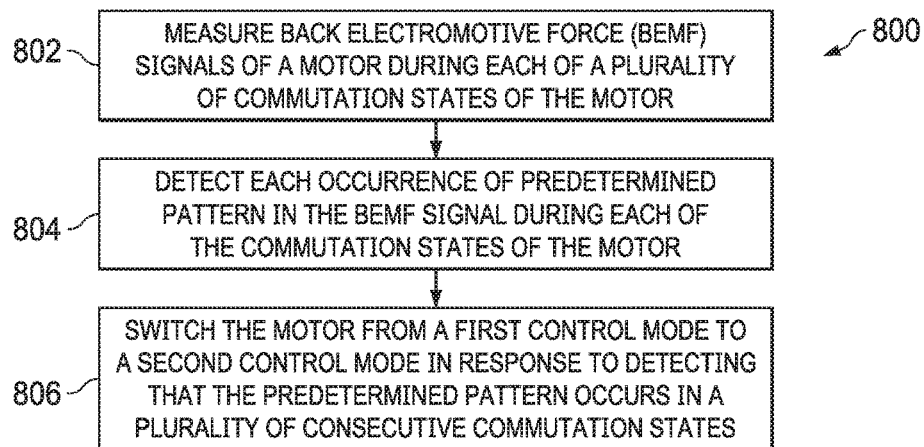 800
802
MEASURE BACK ELECTROMOTIVE FORCE (BEMF)
SIGNALS OF A MOTOR DURING EACH OF A PLURALITY
OF COMMUTATION STATES OF THE MOTOR
804
DETECT EACH OCCURRENCE OF PREDETERMINED
PATTERN IN THE BEMF SIGNAL DURING EACH OF
THE COMMUTATION STATES OF THE MOTOR
806
SWITCH THE MOTOR FROM A FIRST CONTROL MODE TO
A SECOND CONTROL MODE IN RESPONSE TO DETECTING
THAT THE PREDETERMINED PATTERN OCCURS IN A
PLURALITY OF CONSECUTIVE COMMUTATION STATES